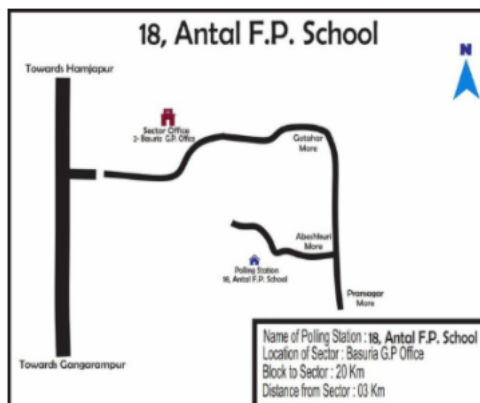 18, Antal F.P. School
N
Towards Hamjapur
Sector Office
2- Basuria G.P. Office
Gotahar
More
Abashkuri
More
Polling Station
18, Antal F.P. School
Pransagar
More
Towards Gangarampur
Name of Polling Station : 18, Antal F.P. School
Location of Sector : Basuria G.P Office
Block to Sector : 20 Km
Distance from Sector : 03 Km